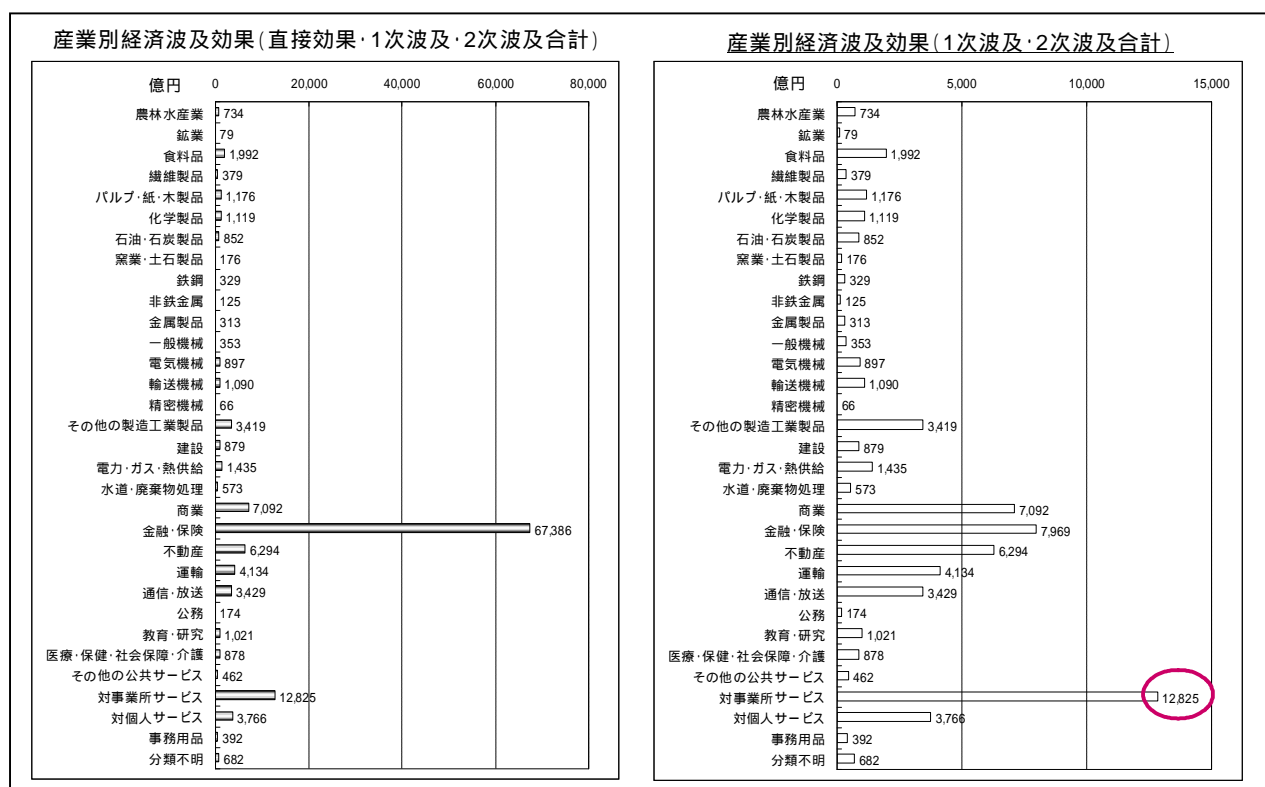 産業別経済波及効果(直接効果・1次波及・2次波及合計)
億円
0 20,000 40,000 60,000 80,000
農林水産業 734
鉱業 79
食料品 1,992
繊維製品 379
パルプ・紙・木製品 1,176
化学製品 1,119
石油・石炭製品 852
窯業・土石製品 176
鉄鋼 329
非鉄金属 125
金属製品 313
一般機械 353
電気機械 897
輸送機械 1,090
精密機械 66
その他の製造工業製品 3,419
建設 879
電力・ガス・熱供給 1,435
水道・廃棄物処理 573
商業 7,092
金融・保険 67,386
不動産 6,294
運輸 4,134
通信・放送 3,429
公務 174
教育・研究 1,021
医療・保健・社会保障・介護 878
その他の公共サービス 462
対事業所サービス 12,825
対個人サービス 3,766
事務用品 392
分類不明 682
産業別経済波及効果(1次波及・2次波及合計)
億円
0 5,000 10,000 15,000
農林水産業 734
鉱業 79
食料品 1,992
繊維製品 379
パルプ・紙・木製品 1,176
化学製品 1,119
石油・石炭製品 852
窯業・土石製品 176
鉄鋼 329
非鉄金属 125
金属製品 313
一般機械 353
電気機械 897
輸送機械 1,090
精密機械 66
その他の製造工業製品 3,419
建設 879
電力・ガス・熱供給 1,435
水道・廃棄物処理 573
商業 7,092
金融・保険 7,969
不動産 6,294
運輸 4,134
通信・放送 3,429
公務 174
教育・研究 1,021
医療・保健・社会保障・介護 878
その他の公共サービス 462
対事業所サービス 12,825
対個人サービス 3,766
事務用品 392
分類不明 682